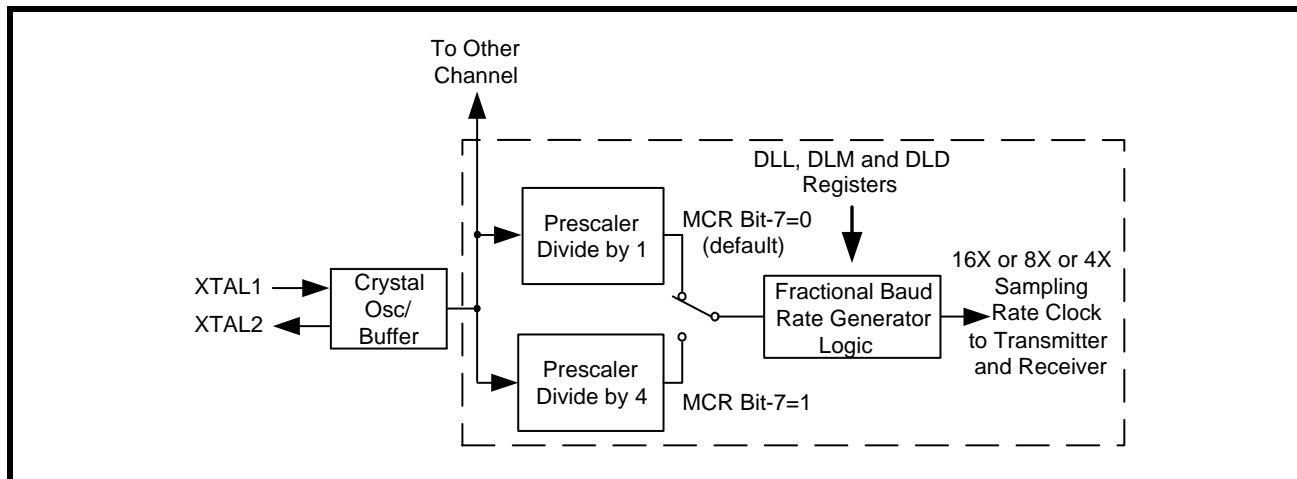 To Other
Channel
DLL, DLM and DLD
Registers
Prescaler
Divide by 1
MCR Bit-7=0
(default)
16X or 8X or 4X
Sampling
Rate Clock
to Transmitter
and Receiver
XTAL1
XTAL2
Crystal
Osc/
Buffer
Fractional Baud
Rate Generator
Logic
Prescaler
Divide by 4
MCR Bit-7=1